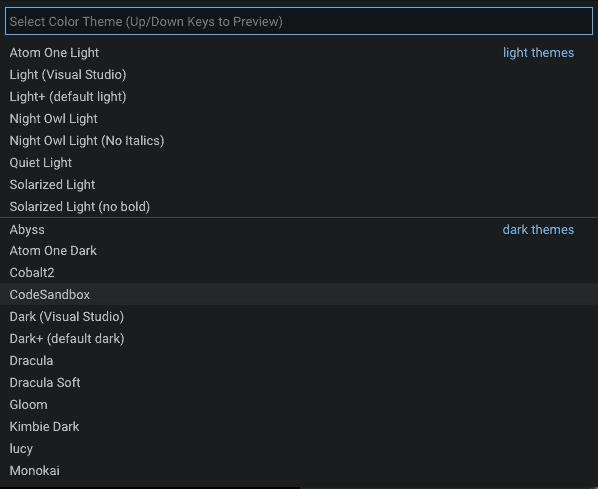 Select Color Theme (Up/Down Keys to Preview)
Atom One Light light themes
Light (Visual Studio)
Light+ (default light)
Night Owl Light
Night Owl Light (No Italics)
Quiet Light
Solarized Light
Solarized Light (no bold)
Abyss dark themes
Atom One Dark
Cobalt2
CodeSandbox
Dark (Visual Studio)
Dark+ (default dark)
Dracula
Dracula Soft
Gloom
Kimbie Dark
lucy
Monokai